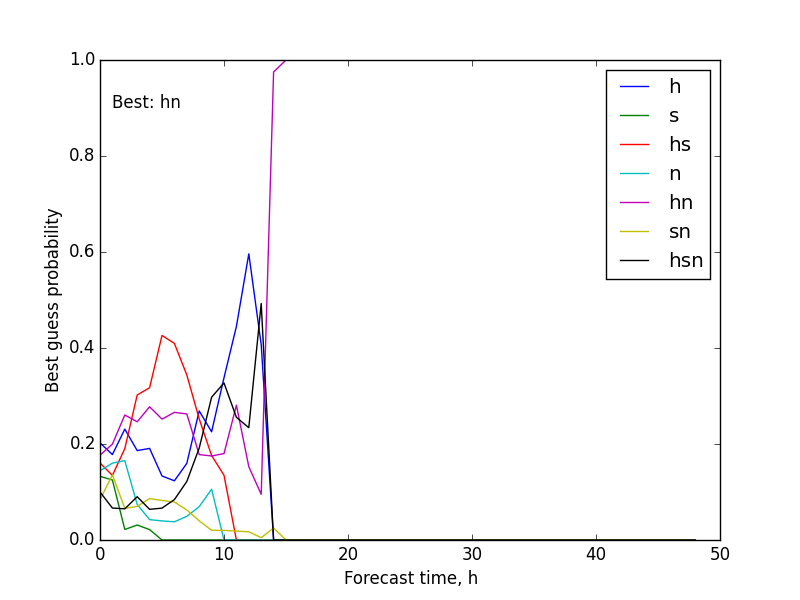 1.0
0.8
0.6
0.4
0.2
0.0
Best guess probability
Best: hn
h
s
hs
n
hn
sn
hsn
0 10 20 30 40 50
Forecast time, h